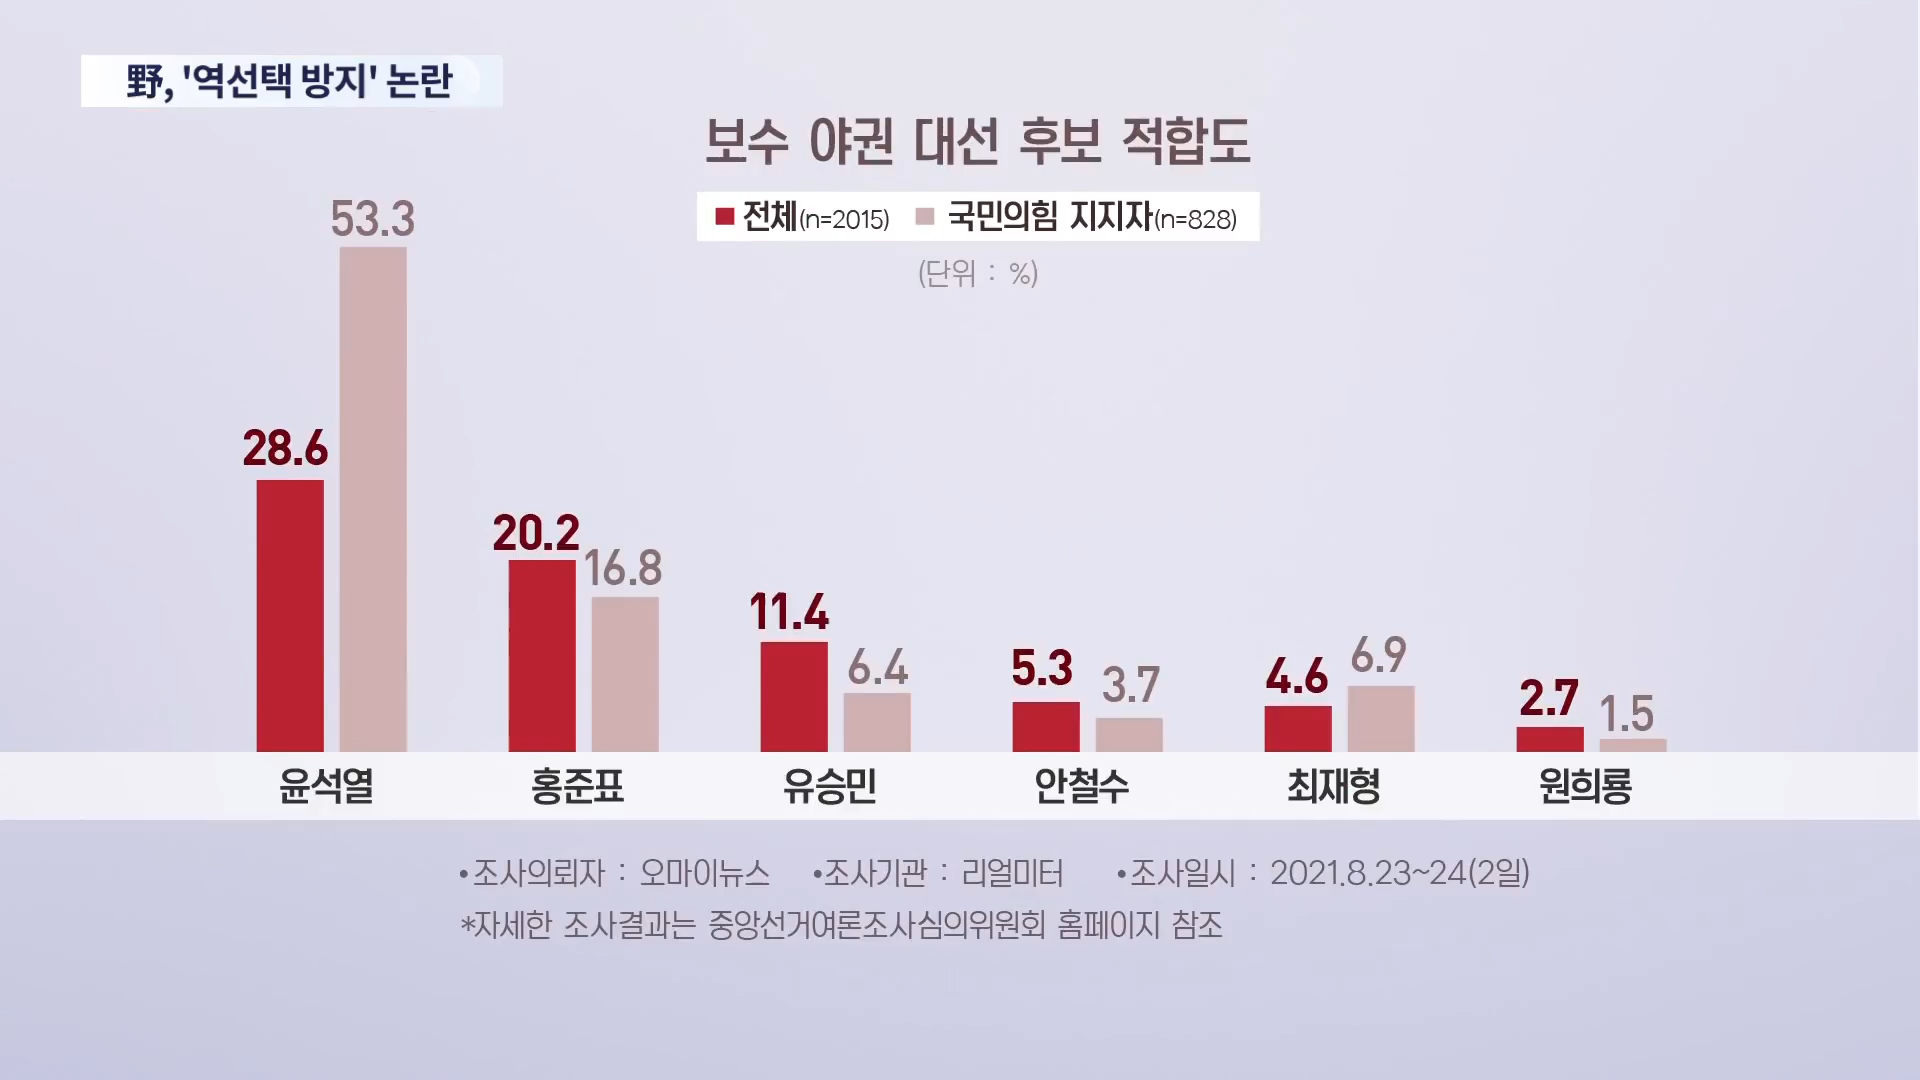 野, '역선택 방지' 논란
보수 야권 대선 후보 적합도
전체(n=2015) 국민의힘 지지자(n=828)
(단위 : %)
28.6 53.3 20.2 16.8 11.4 6.4 5.3 3.7 4.6 6.9 2.7 1.5
윤석열 홍준표 유승민 안철수 최재형 원희룡
•조사의뢰자 : 오마이뉴스 •조사기관 : 리얼미터 •조사일시 : 2021.8.23~24(2일)
*자세한 조사결과는 중앙선거여론조사심의위원회 홈페이지 참조